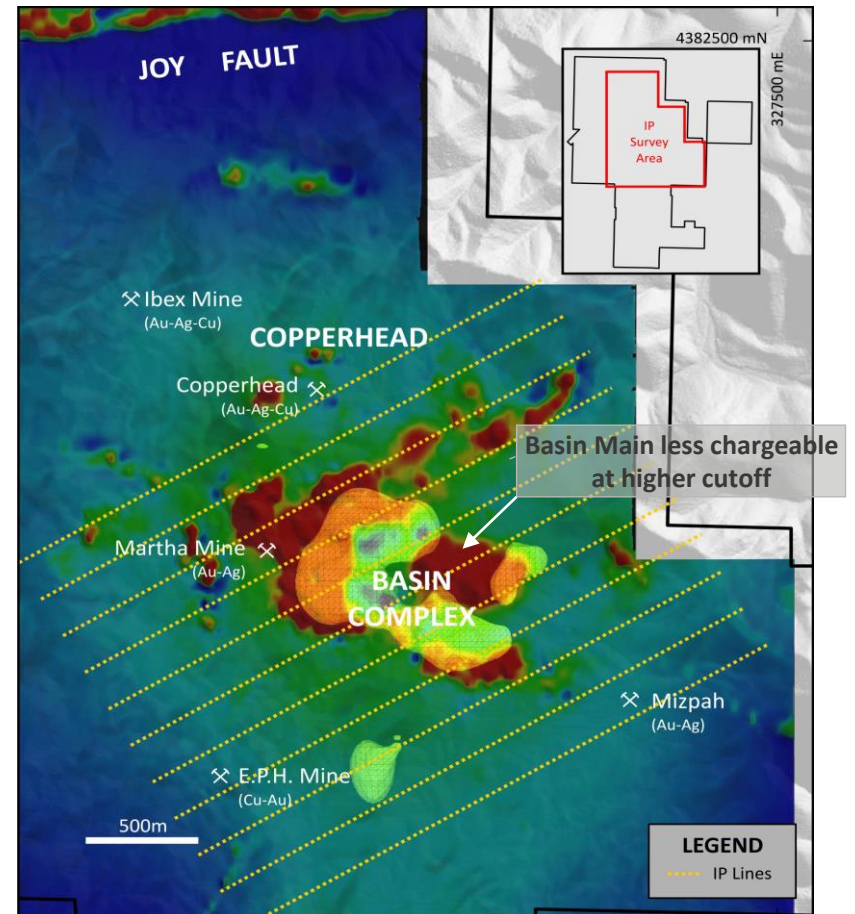 JOY FAULT
4382500 mN
327500 mE
IP
Survey
Area
Ibex Mine
(Au-Ag-Cu)
COPPERHEAD
Copperhead
(Au-Ag-Cu)
Basin Main less chargeable
at higher cutoff
Martha Mine
(Au-Ag)
BASIN
COMPLEX
Mizpah
(Au-Ag)
E.P.H. Mine
(Cu-Au)
500m
LEGEND
IP Lines